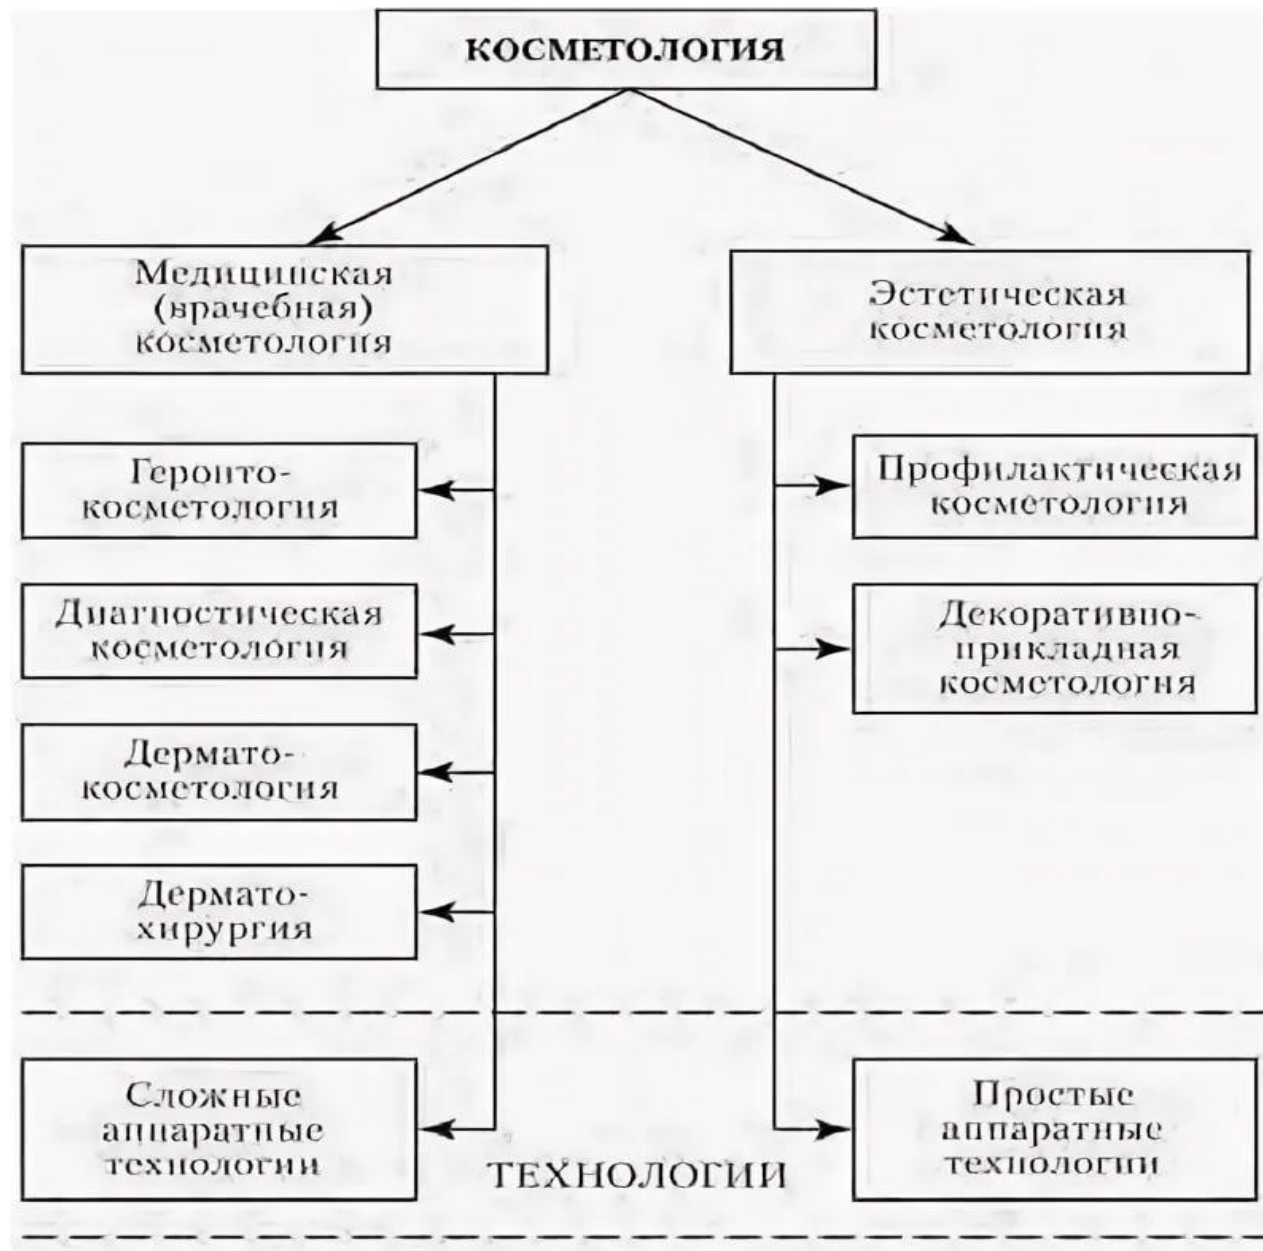 КОСМЕТОЛОГИЯ
Медицинская
(врачебная)
косметология
Эстетическая
косметология
Геронто-
косметология
Профилактическая
косметология
Диагностическая
косметология
Декоративно-
прикладная
косметология
Дермато-
косметология
Дермато-
хирургия
Сложные
аппаратные
технологии
ТЕХНОЛОГИИ
Простые
аппаратные
технологии